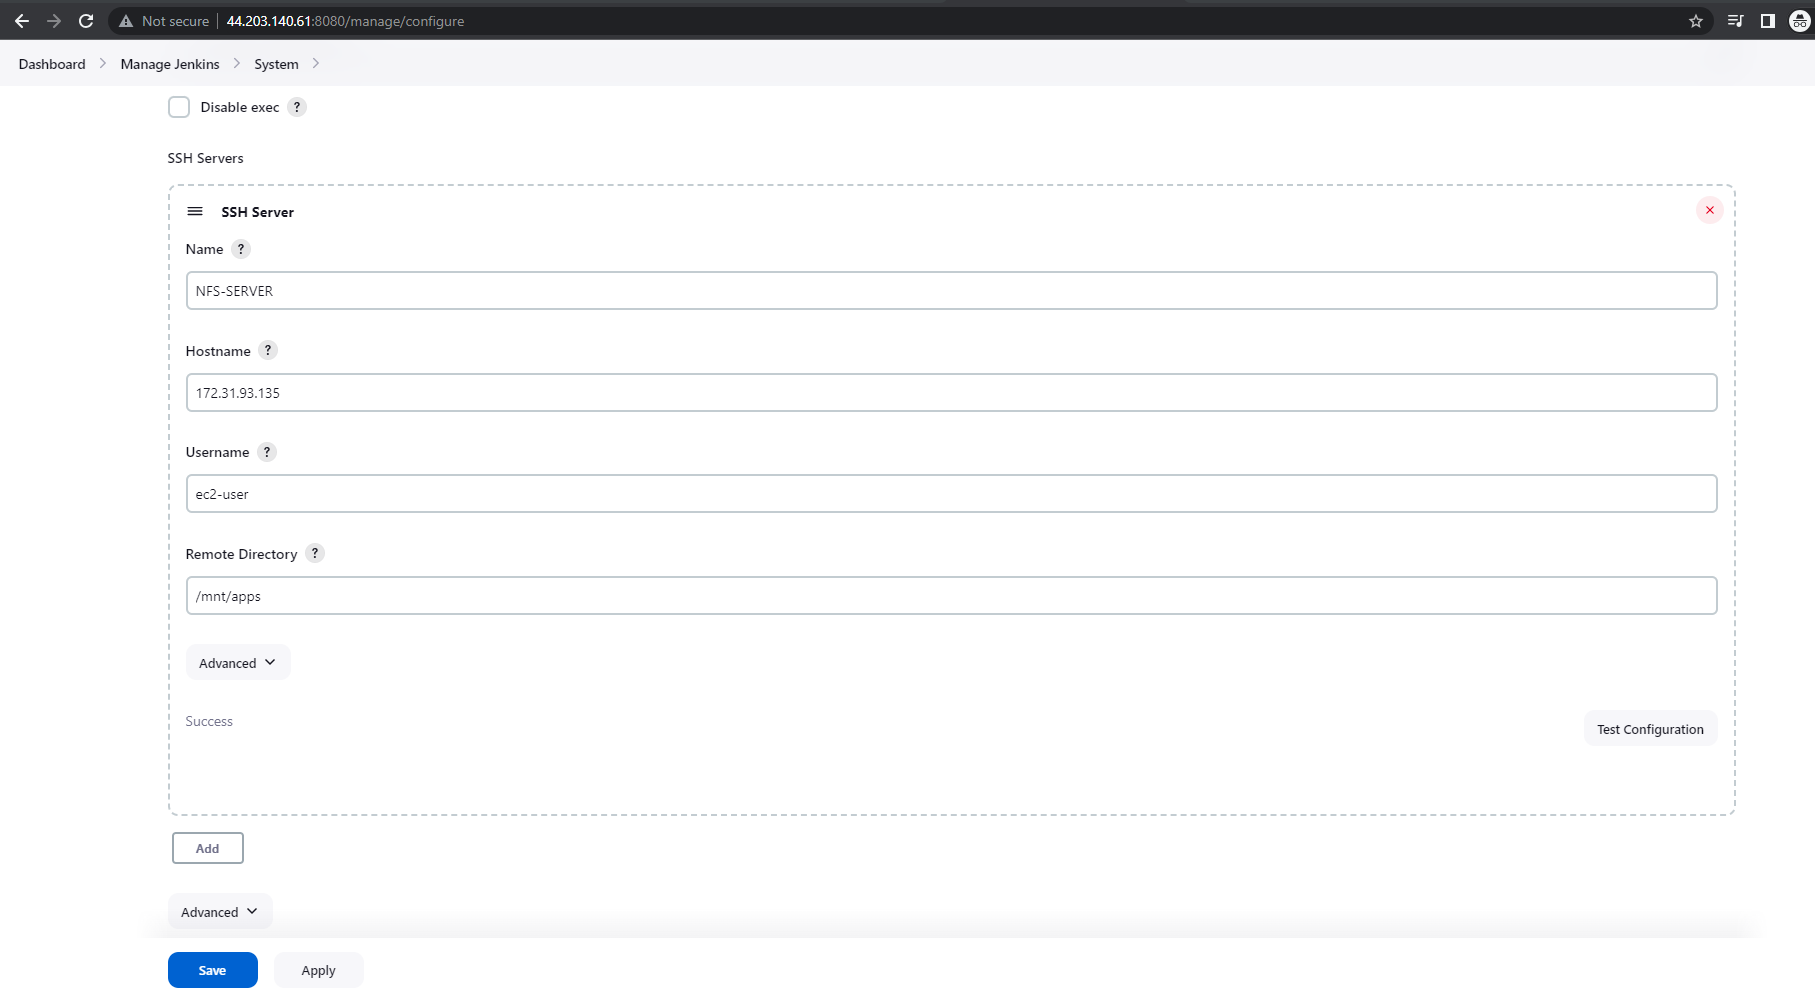 Not secure 44.203.140.61:8080/manage/configure
Dashboard Manage Jenkins System
Disable exec ?
SSH Servers
SSH Server
Name ?
NFS-SERVER
Hostname ?
172.31.93.135
Username ?
ec2-user
Remote Directory ?
/mnt/apps
Advanced
Success
Test Configuration
Add
Advanced
Save Apply